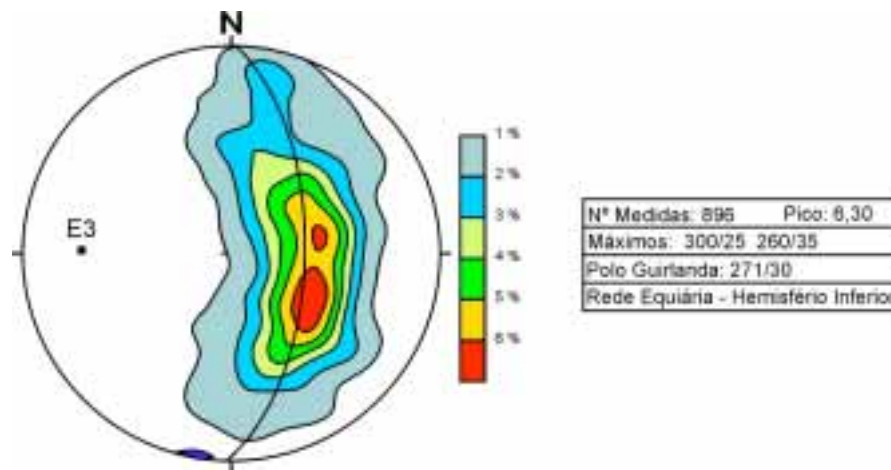 N
E3
1 %
2 %
3 %
4 %
5 %
6 %
Nº Medidas: 896 Pico: 6,30
Máximos: 300/25 260/35
Polo Guirlanda: 271/30
Rede Equiária - Hemisfério Inferior